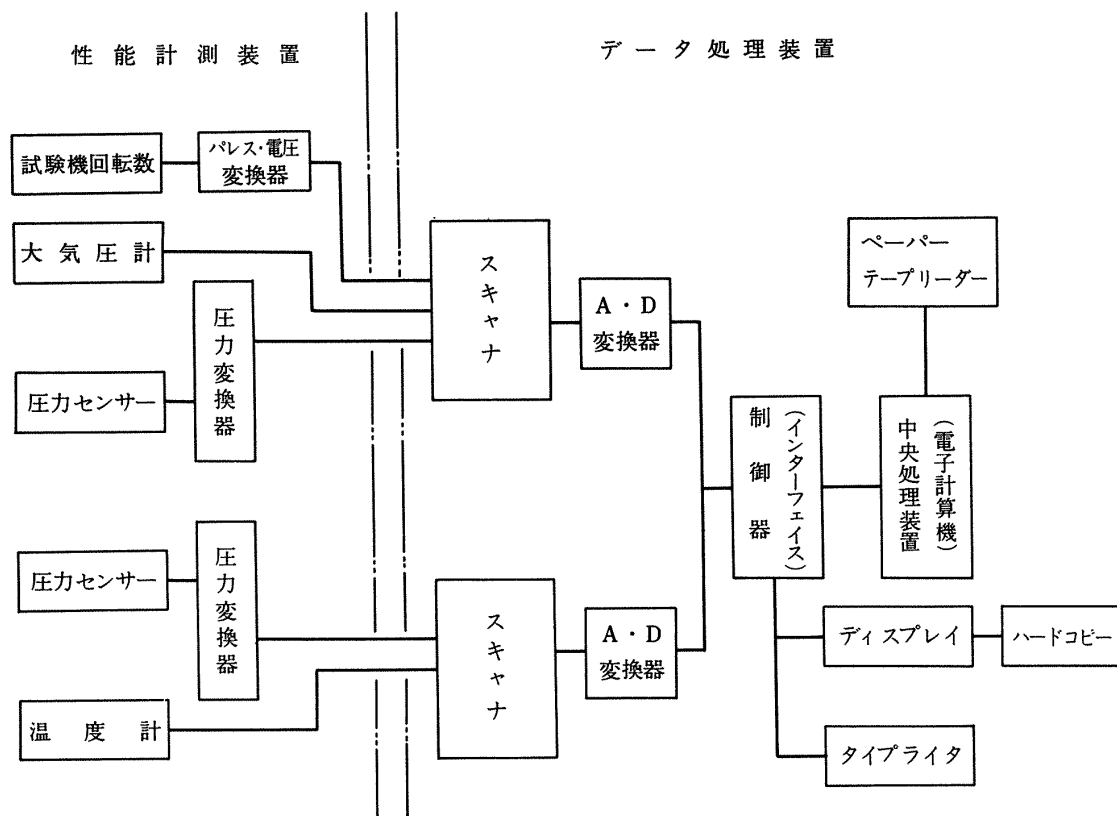 性能計測装置
データ処理装置
試験機回転数
パレス・電圧
変換器
大気圧計
圧力変換器
圧力センサー
スキャナ
A・D
変換器
ペーパー
テープリーダー
制御器
(インターフェイス)
中央処理装置
(電子計算機)
圧力センサー
圧力変換器
温度計
スキャナ
A・D
変換器
ディスプレイ
ハードコピー
タイプライタ